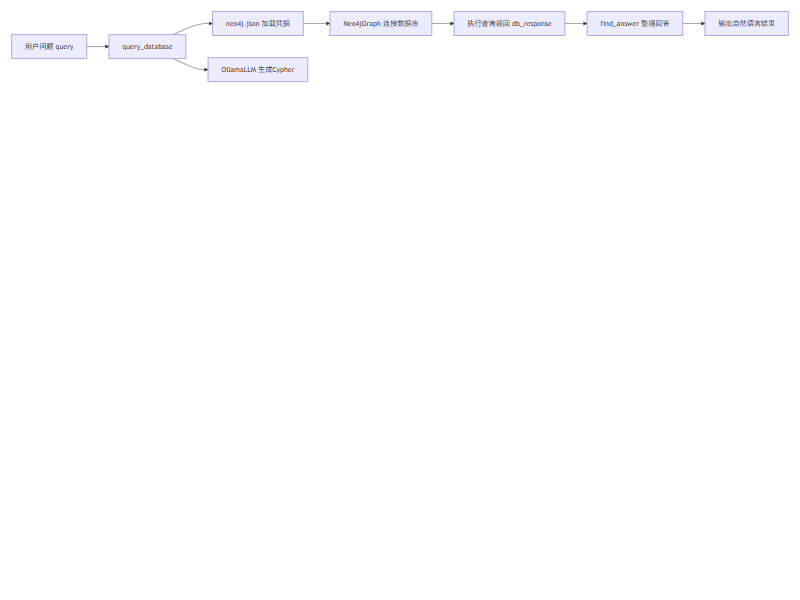 用户问题 query
query_database
neo4j.json 加载凭据
Neo4jGraph 连接数据库
执行查询返回 db_response
find_answer 整理回答
输出自然语言结果
OllamaLLM 生成Cypher